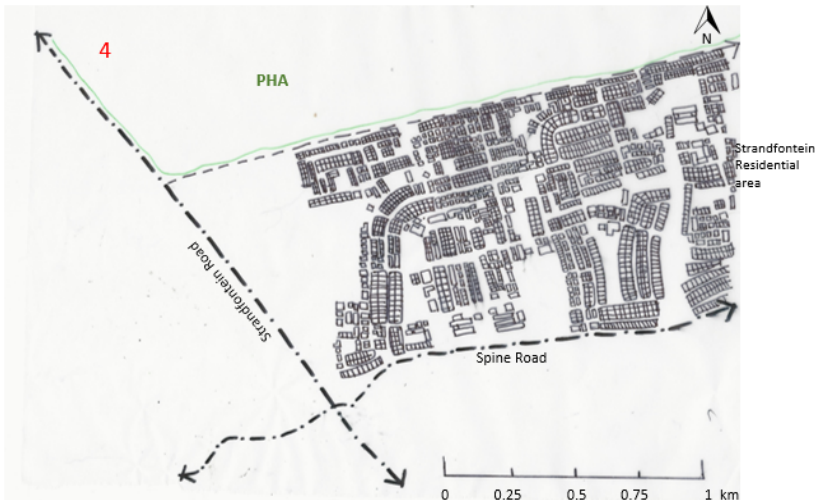 4
N
PHA
Strandfontein
Residential
area
Strandfontein Road
Spine Road
0 0.25 0.5 0.75 1 km